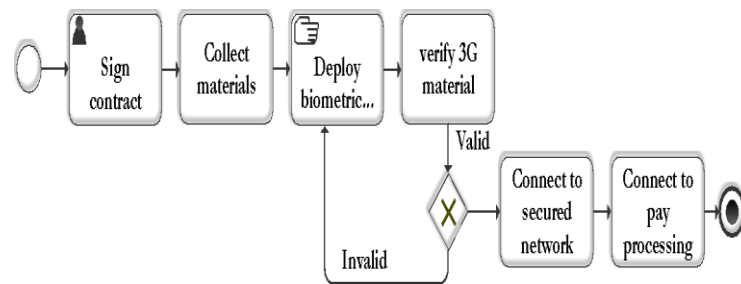 Sign
contract
Collect
materials
Deploy
biometric...
verify 3G
material
Valid
Connect to
secured
network
Connect to
pay
processing
Invalid